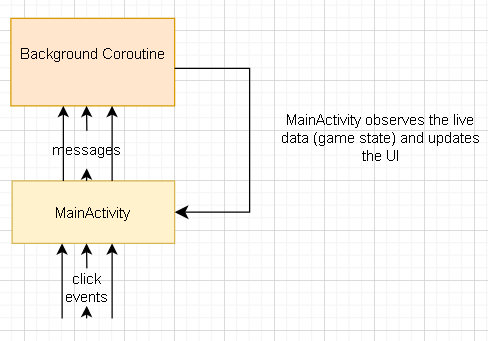 Background Coroutine
MainActivity observes the live
data (game state) and updates
the UI
messages
MainActivity
click
events